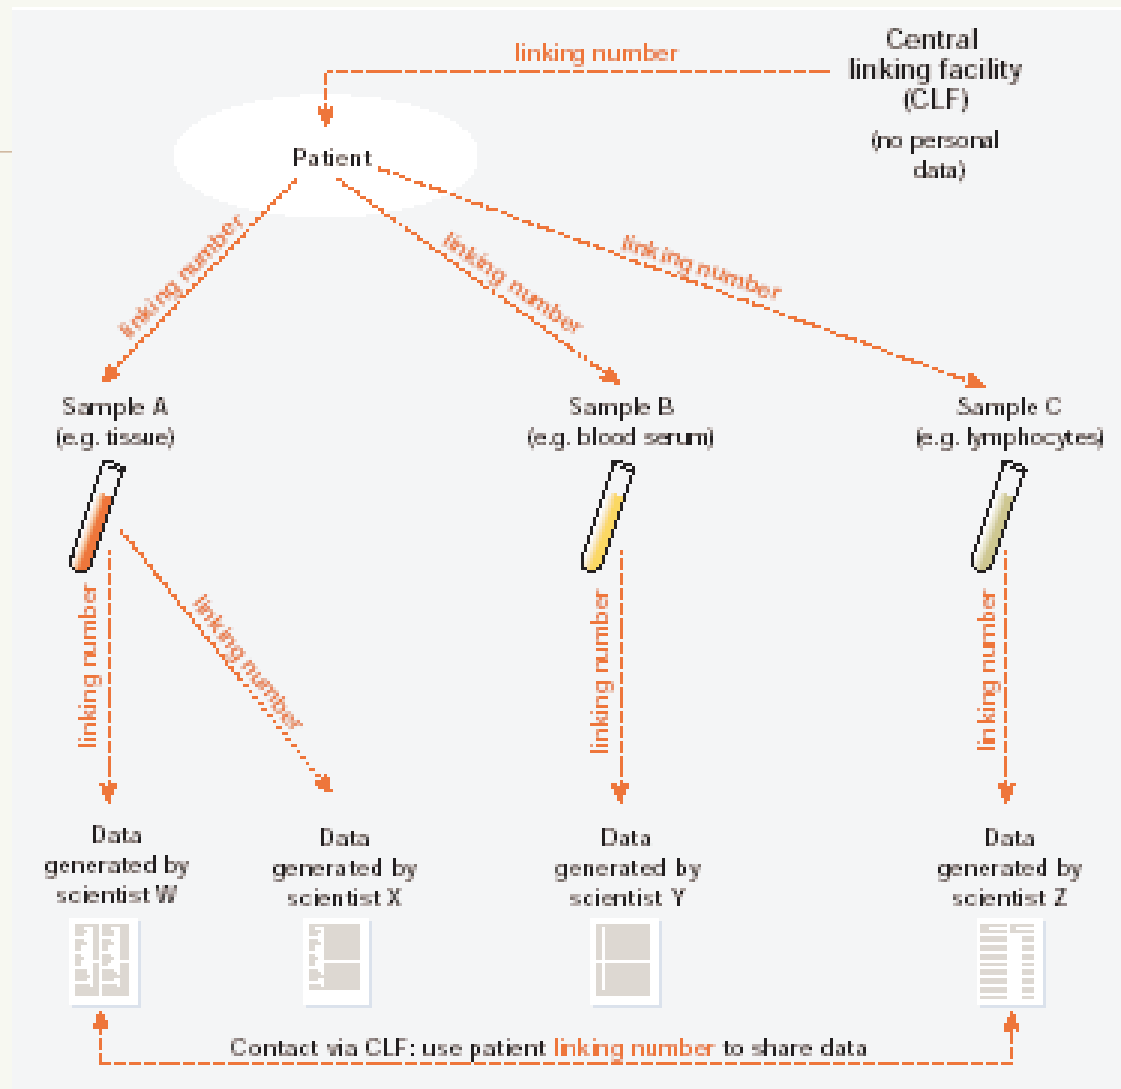 linking number
Central
linking facility
(CLF)
(no personal
data)
Patient
linking number
linking number
linking number
Sample A
(e.g. tissue)
Sample B
(e.g. blood serum)
Sample C
(e.g. lymphocytes)
linking number
linking number
linking number
linking number
Data
generated by
scientist W
Data
generated by
scientist X
Data
generated by
scientist Y
Data
generated by
scientist Z
Contact via CLF: use patient linking number to share data